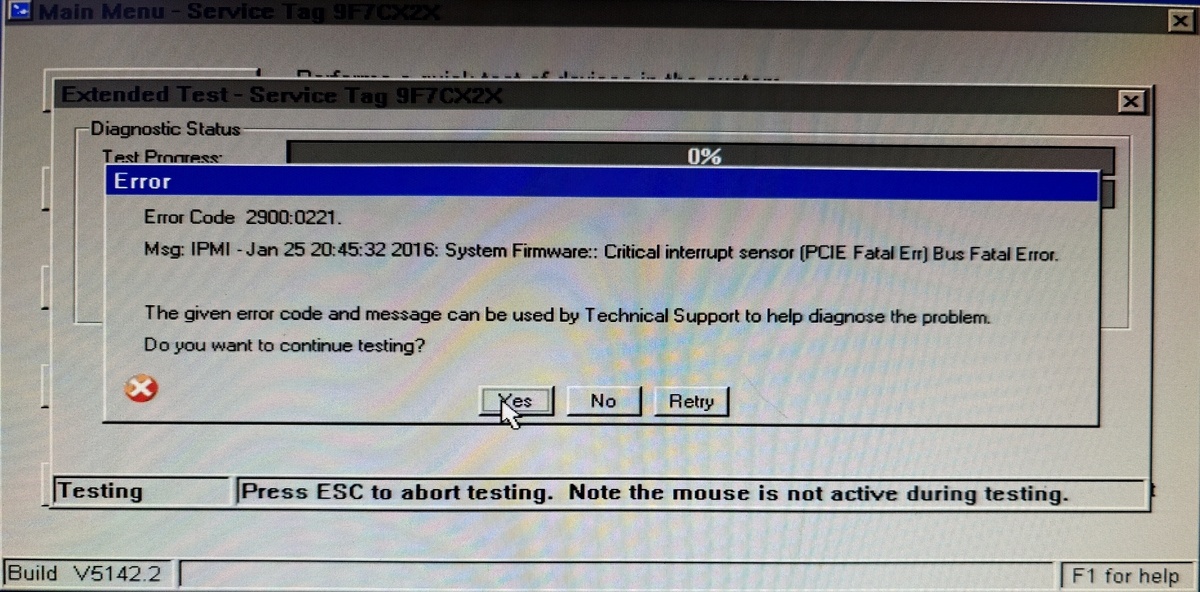 Main Menu - Service Tag 9F7CX2X
Performs a quick test of devices in the system
Extended Test - Service Tag 9F7CX2X
Diagnostic Status
Test Progress:
0%
Error
Error Code 2900:0221.
Msg: IPMI - Jan 25 20:45:32 2016: System Firmware:: Critical interrupt sensor (PCIE Fatal Err) Bus Fatal Error.
The given error code and message can be used by Technical Support to help diagnose the problem.
Do you want to continue testing?
Yes No Retry
Testing Press ESC to abort testing. Note the mouse is not active during testing.
Build V5142.2 F1 for help